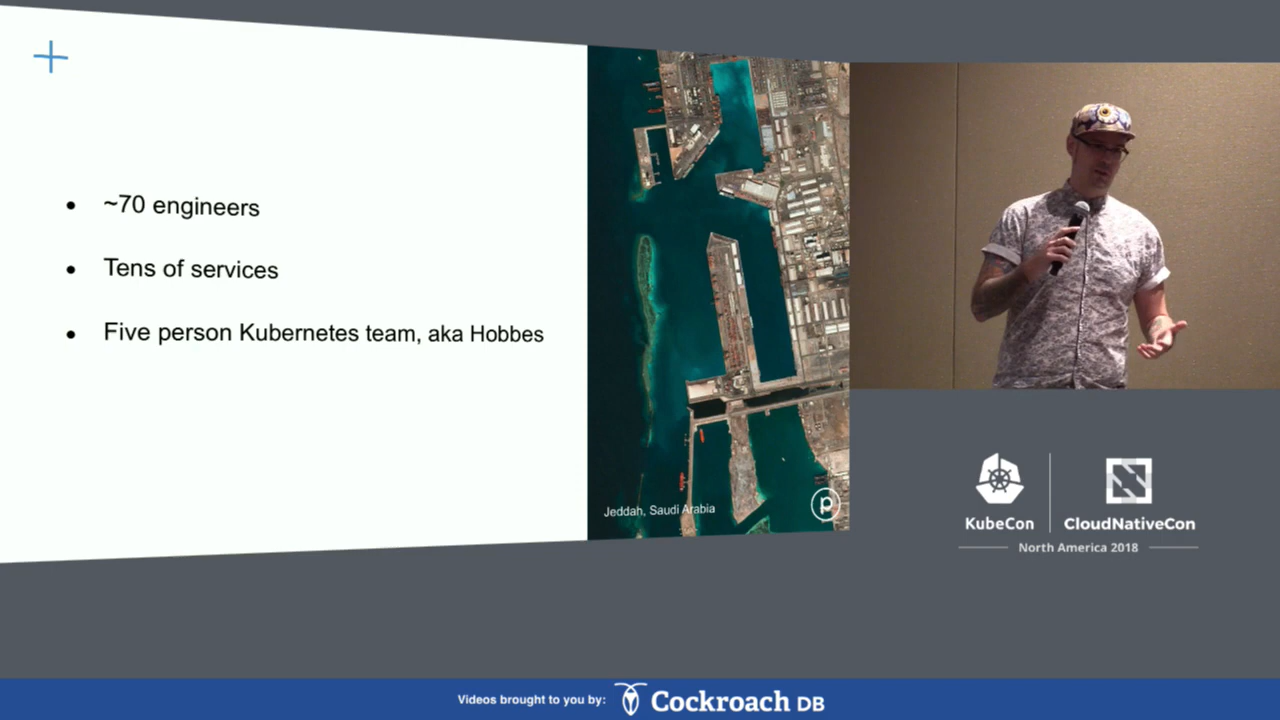 ~70 engineers
Tens of services
Five person Kubernetes team, aka Hobbes
Jeddah, Saudi Arabia
p
KubeCon
CloudNativeCon
North America 2018
Videos brought to you by:
Cockroach DB